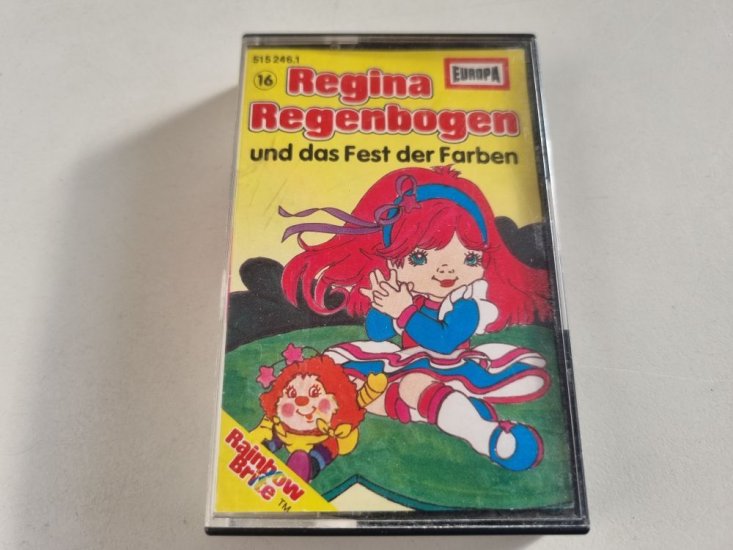 515 246.1
16 Regina
EUROPA
Regenbogen
und das Fest der Farben
Rainbow
Brite
TM